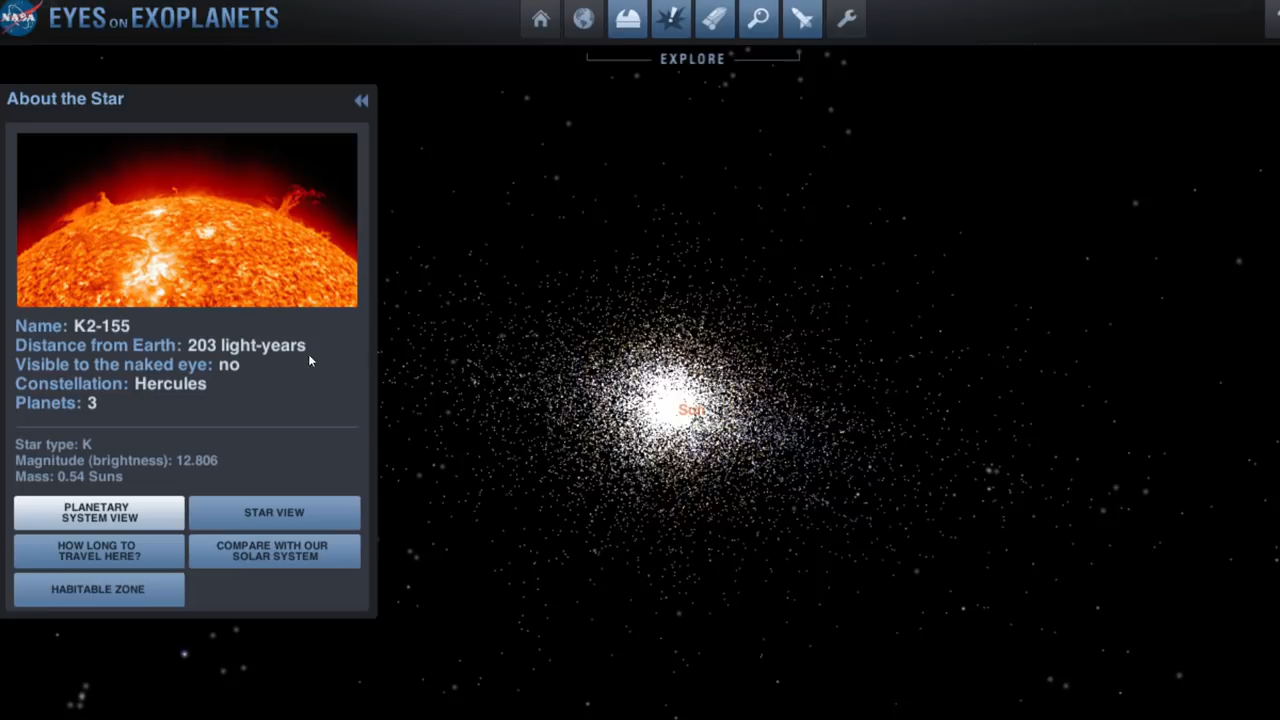 NASA
EYES ON EXOPLANETS
EXPLORE
About the Star
Name: K2-155
Distance from Earth: 203 light-years
Visible to the naked eye: no
Constellation: Hercules
Planets: 3
Star type: K
Magnitude (brightness): 12.806
Mass: 0.54 Suns
PLANETARY
SYSTEM VIEW
STAR VIEW
HOW LONG TO
TRAVEL HERE?
COMPARE WITH OUR
SOLAR SYSTEM
HABITABLE ZONE
Sun